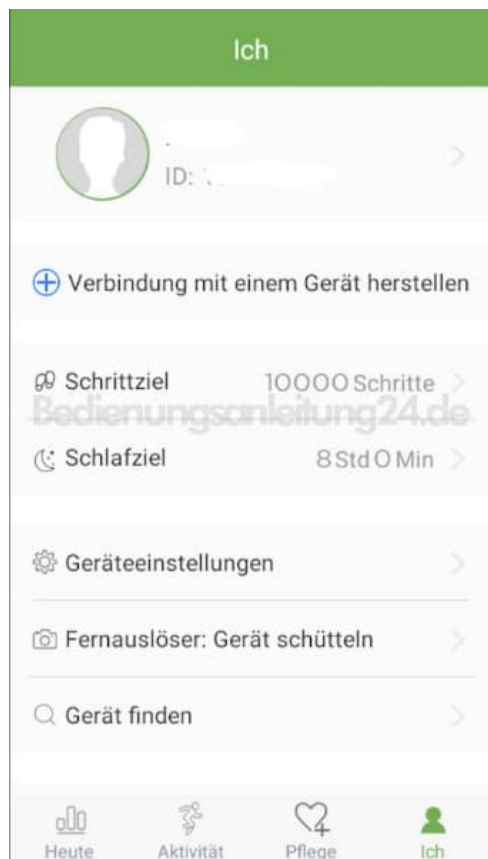 Ich
ID:
Verbindung mit einem Gerät herstellen
Schrittziel 10000 Schritte
Bedienungsanleitung24.de
Schlafziel 8 Std 0 Min
Geräteeinstellungen
Fernauslöser: Gerät schütteln
Gerät finden
Heute Aktivität Pflege Ich